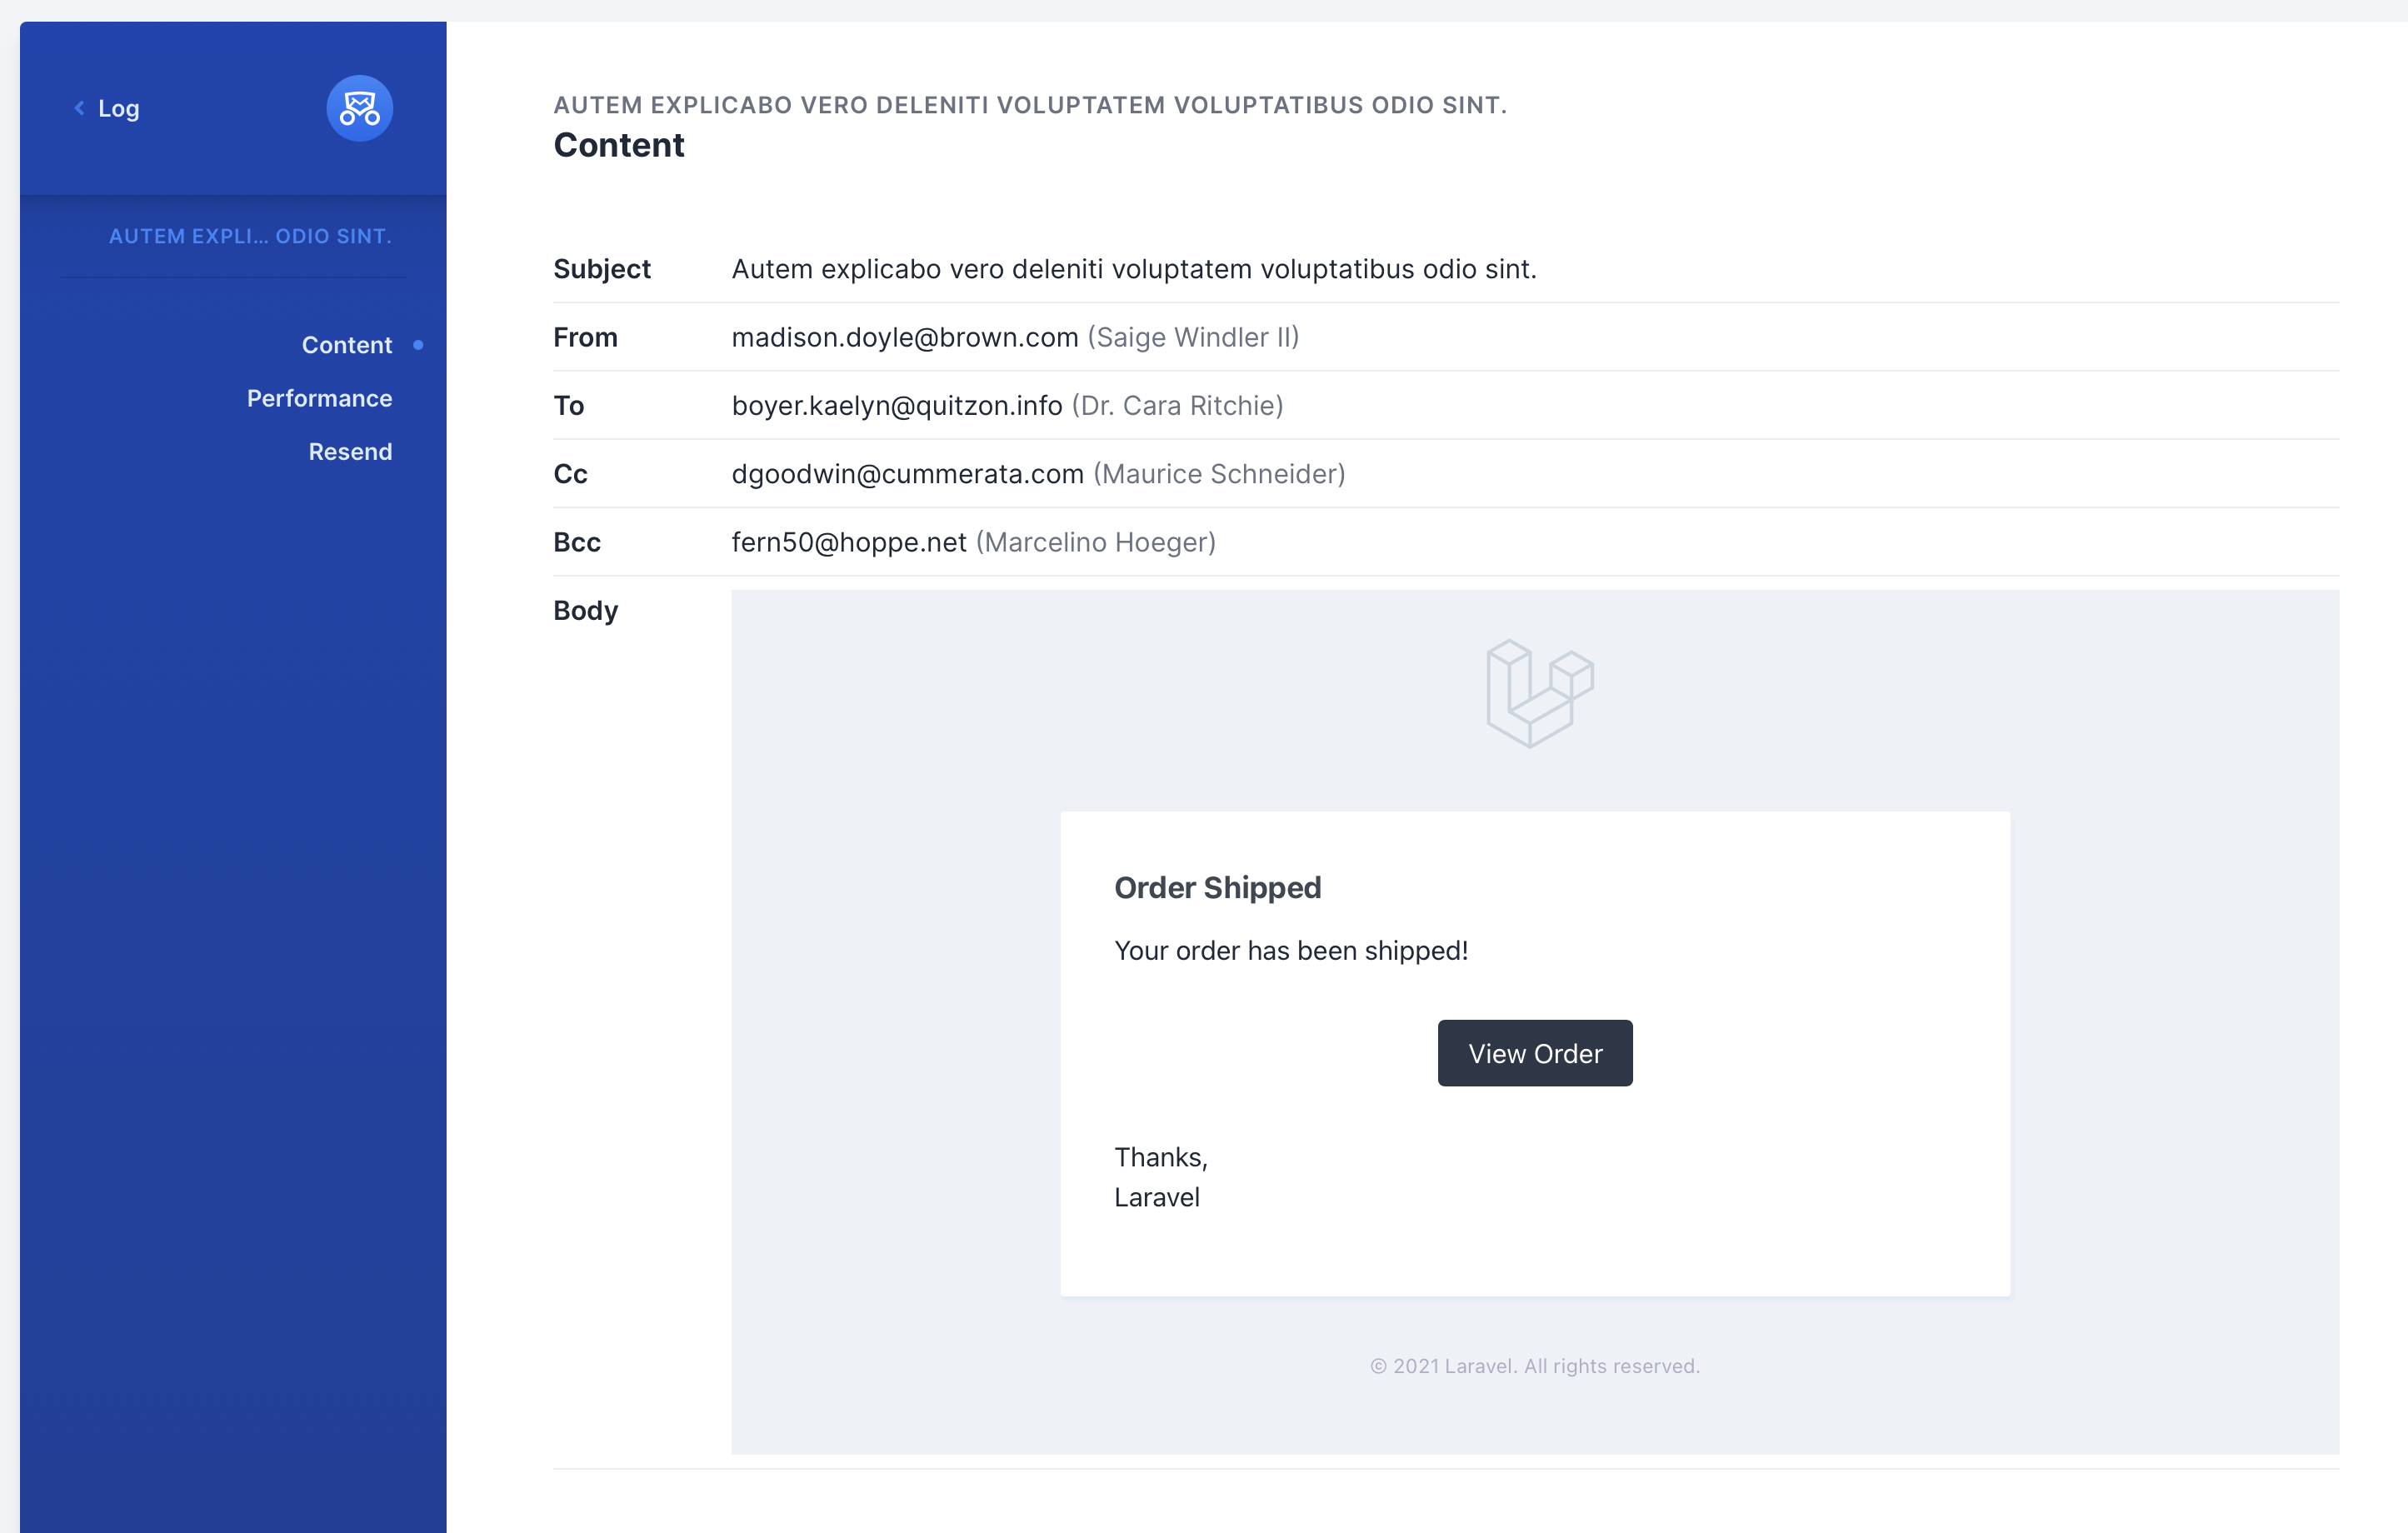 Log
AUTEM EXPLI... ODIO SINT.
Content
Performance
Resend
AUTEM EXPLICABO VERO DELENITI VOLUPTATEM VOLUPTATIBUS ODIO SINT.
Content
Subject Autem explicabo vero deleniti voluptatem voluptatibus odio sint.
From madison.doyle@brown.com (Saige Windler II)
To boyer.kaelyn@quitzon.info (Dr. Cara Ritchie)
Cc dgoodwin@cummerata.com (Maurice Schneider)
Bcc fern50@hoppe.net (Marcelino Hoeger)
Body
Order Shipped
Your order has been shipped!
View Order
Thanks,
Laravel
© 2021 Laravel. All rights reserved.